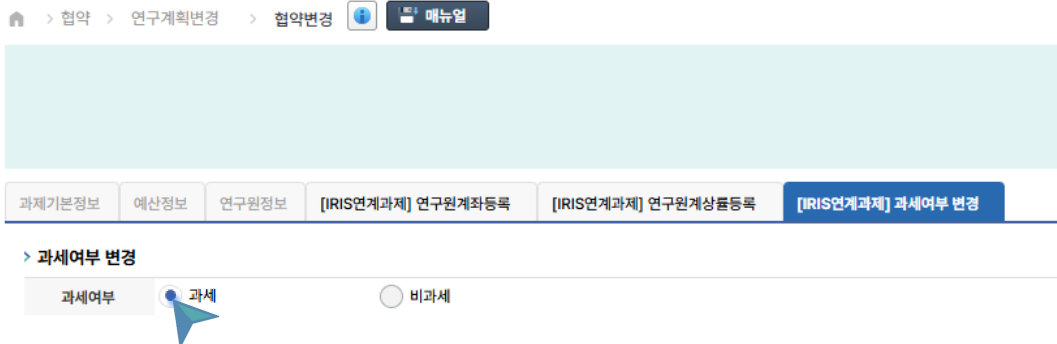 > 협약 > 연구계획변경 > 협약변경 매뉴얼
과제기본정보 예산정보 연구원정보 [IRIS연계과제] 연구원계좌등록 [IRIS연계과제] 연구원계상률등록 [IRIS연계과제] 과세여부 변경
> 과세여부 변경
과세여부 과세 비과세